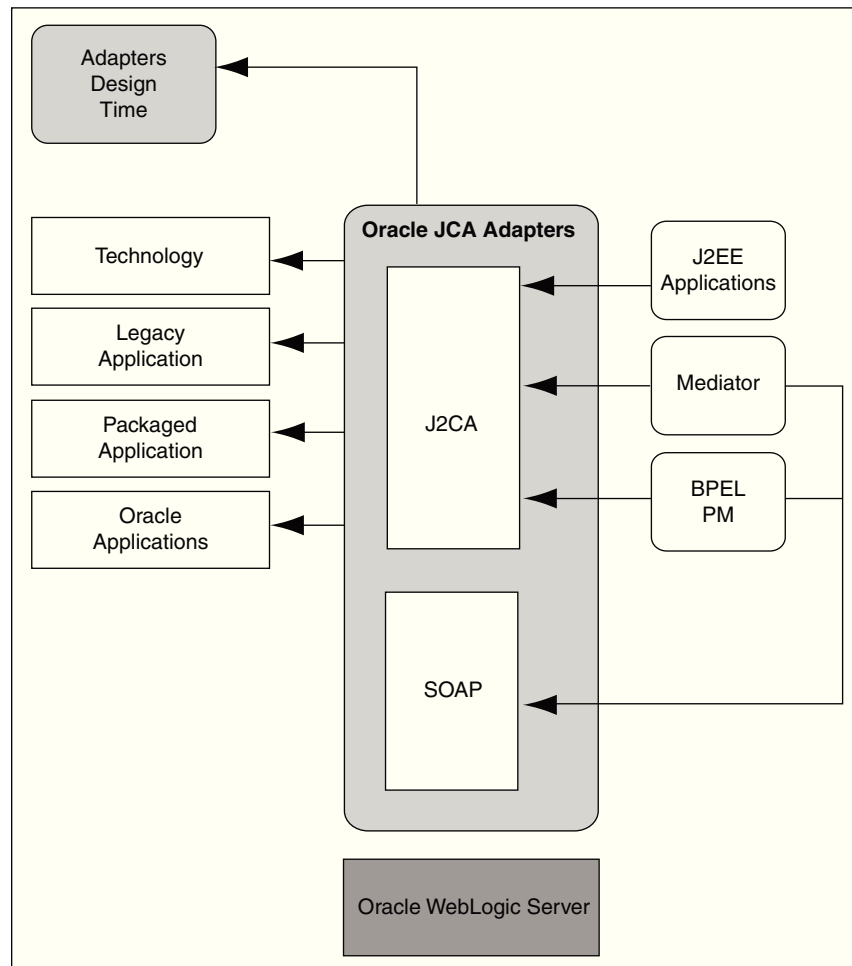 Adapters
Design
Time
Oracle JCA Adapters
Technology
Legacy
Application
Packaged
Application
Oracle
Applications
J2CA
SOAP
J2EE
Applications
Mediator
BPEL
PM
Oracle WebLogic Server